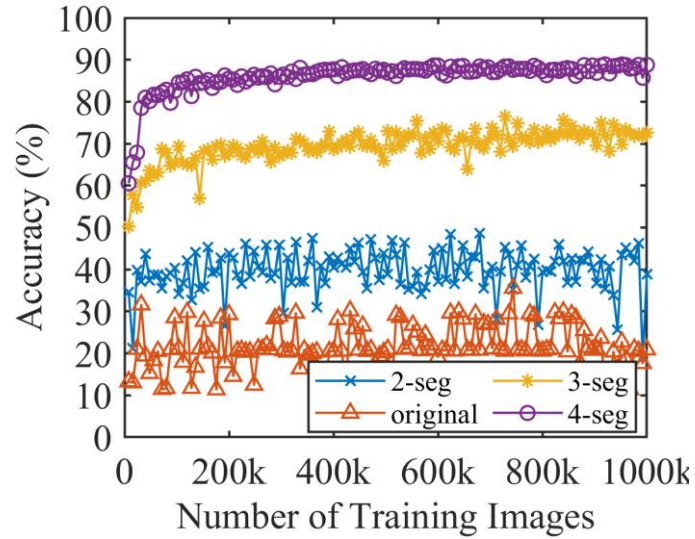 Accuracy (%)
100
90
80
70
60
50
40
30
20
10
0
2-seg
3-seg
original
4-seg
0
200k
400k
600k
800k
1000k
Number of Training Images